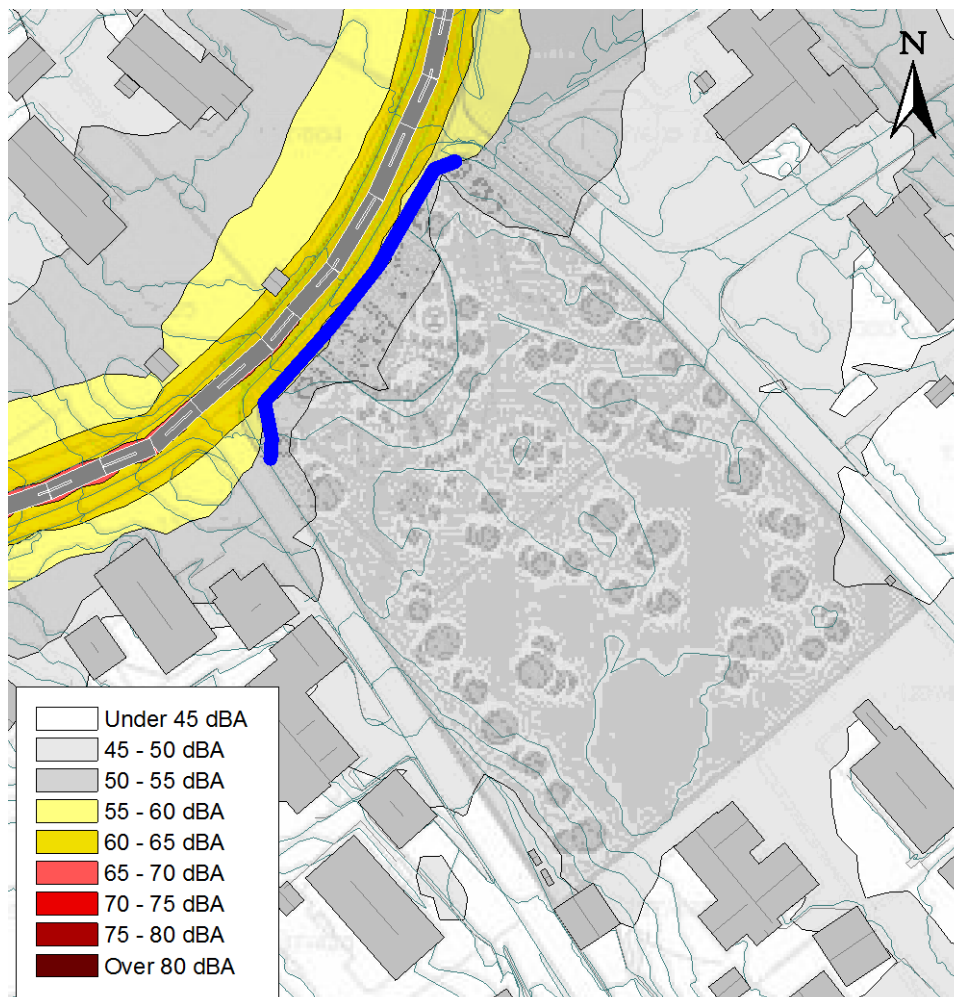 N
Under 45 dBA
45 - 50 dBA
50 - 55 dBA
55 - 60 dBA
60 - 65 dBA
65 - 70 dBA
70 - 75 dBA
75 - 80 dBA
Over 80 dBA